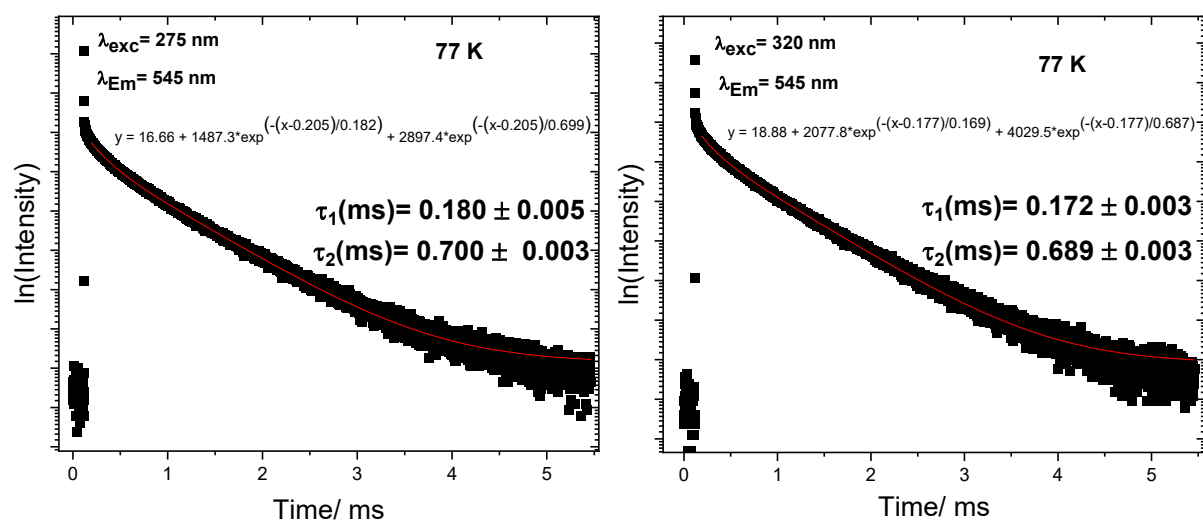 λexc= 275 nm
77 K
λEm= 545 nm
y = 16.66 + 1487.3*exp(-(x-0.205)/0.182) + 2897.4*exp(-(x-0.205)/0.699)
τ1(ms)= 0.180 ± 0.005
τ2(ms)= 0.700 ± 0.003
ln(Intensity)
0 1 2 3 4 5
Time/ ms
λexc= 320 nm
77 K
λEm= 545 nm
y = 18.88 + 2077.8*exp(-(x-0.177)/0.169) + 4029.5*exp(-(x-0.177)/0.687)
τ1(ms)= 0.172 ± 0.003
τ2(ms)= 0.689 ± 0.003
ln(Intensity)
0 1 2 3 4 5
Time/ ms